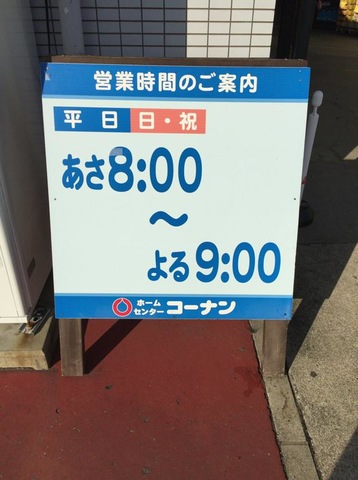 営業時間のご案内
平日 日・祝
あさ8:00
〜
よる9:00
ホームセンター コーナン